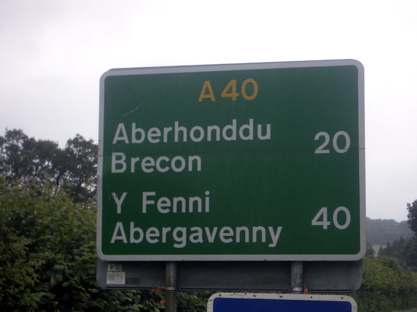 A40
Aberhonddu
Brecon 20
Y Fenni
Abergavenny 40